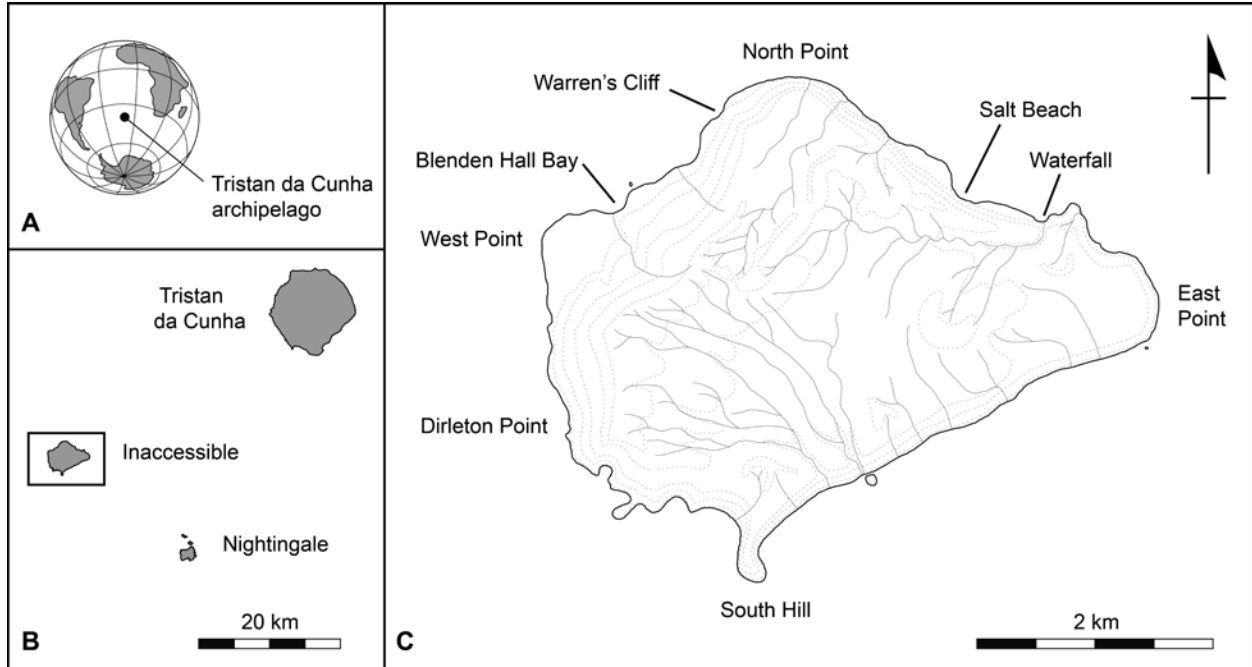 A
Tristan da Cunha
archipelago
B
Tristan
da Cunha
Inaccessible
Nightingale
20 km
C
North Point
Warren's Cliff
Salt Beach
Blenden Hall Bay
Waterfall
West Point
East
Point
Dirleton Point
South Hill
2 km